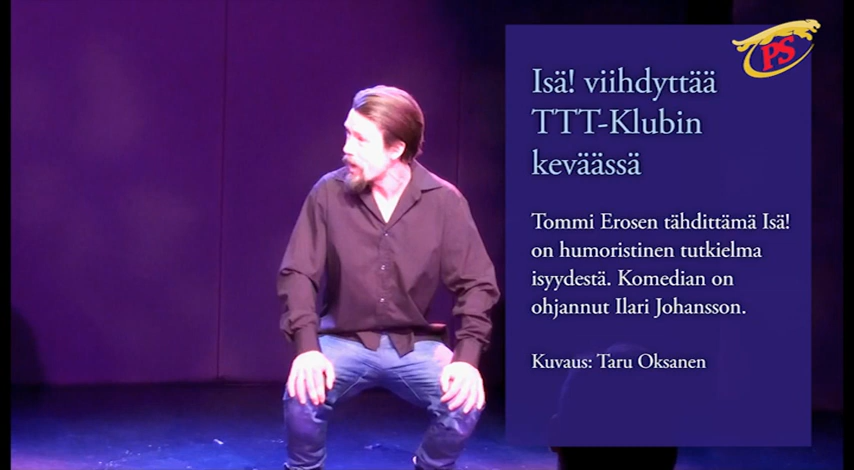 PS
Isä! viihdyttää
TTT-Klubin
keväässä
Tommi Erosen tähdittämä Isä!
on humoristinen tutkielma
isyydestä. Komedian on
ohjannut Ilari Johansson.
Kuvaus: Taru Oksanen